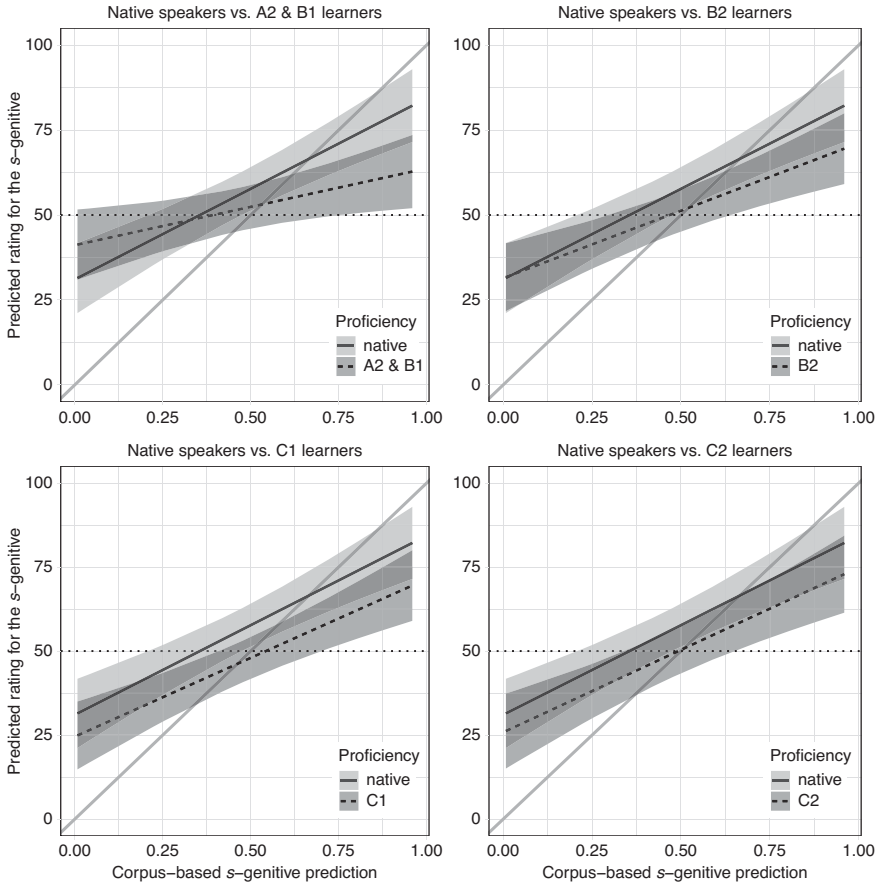 Native speakers vs. A2 & B1 learners
Predicted rating for the s−genitive
100
75
50
25
0
Proficiency
native
A2 & B1
0.00 0.25 0.50 0.75 1.00
Native speakers vs. B2 learners
100
75
50
25
0
Proficiency
native
B2
0.00 0.25 0.50 0.75 1.00
Native speakers vs. C1 learners
Predicted rating for the s−genitive
100
75
50
25
0
Proficiency
native
C1
0.00 0.25 0.50 0.75 1.00
Corpus−based s−genitive prediction
Native speakers vs. C2 learners
100
75
50
25
0
Proficiency
native
C2
0.00 0.25 0.50 0.75 1.00
Corpus−based s−genitive prediction